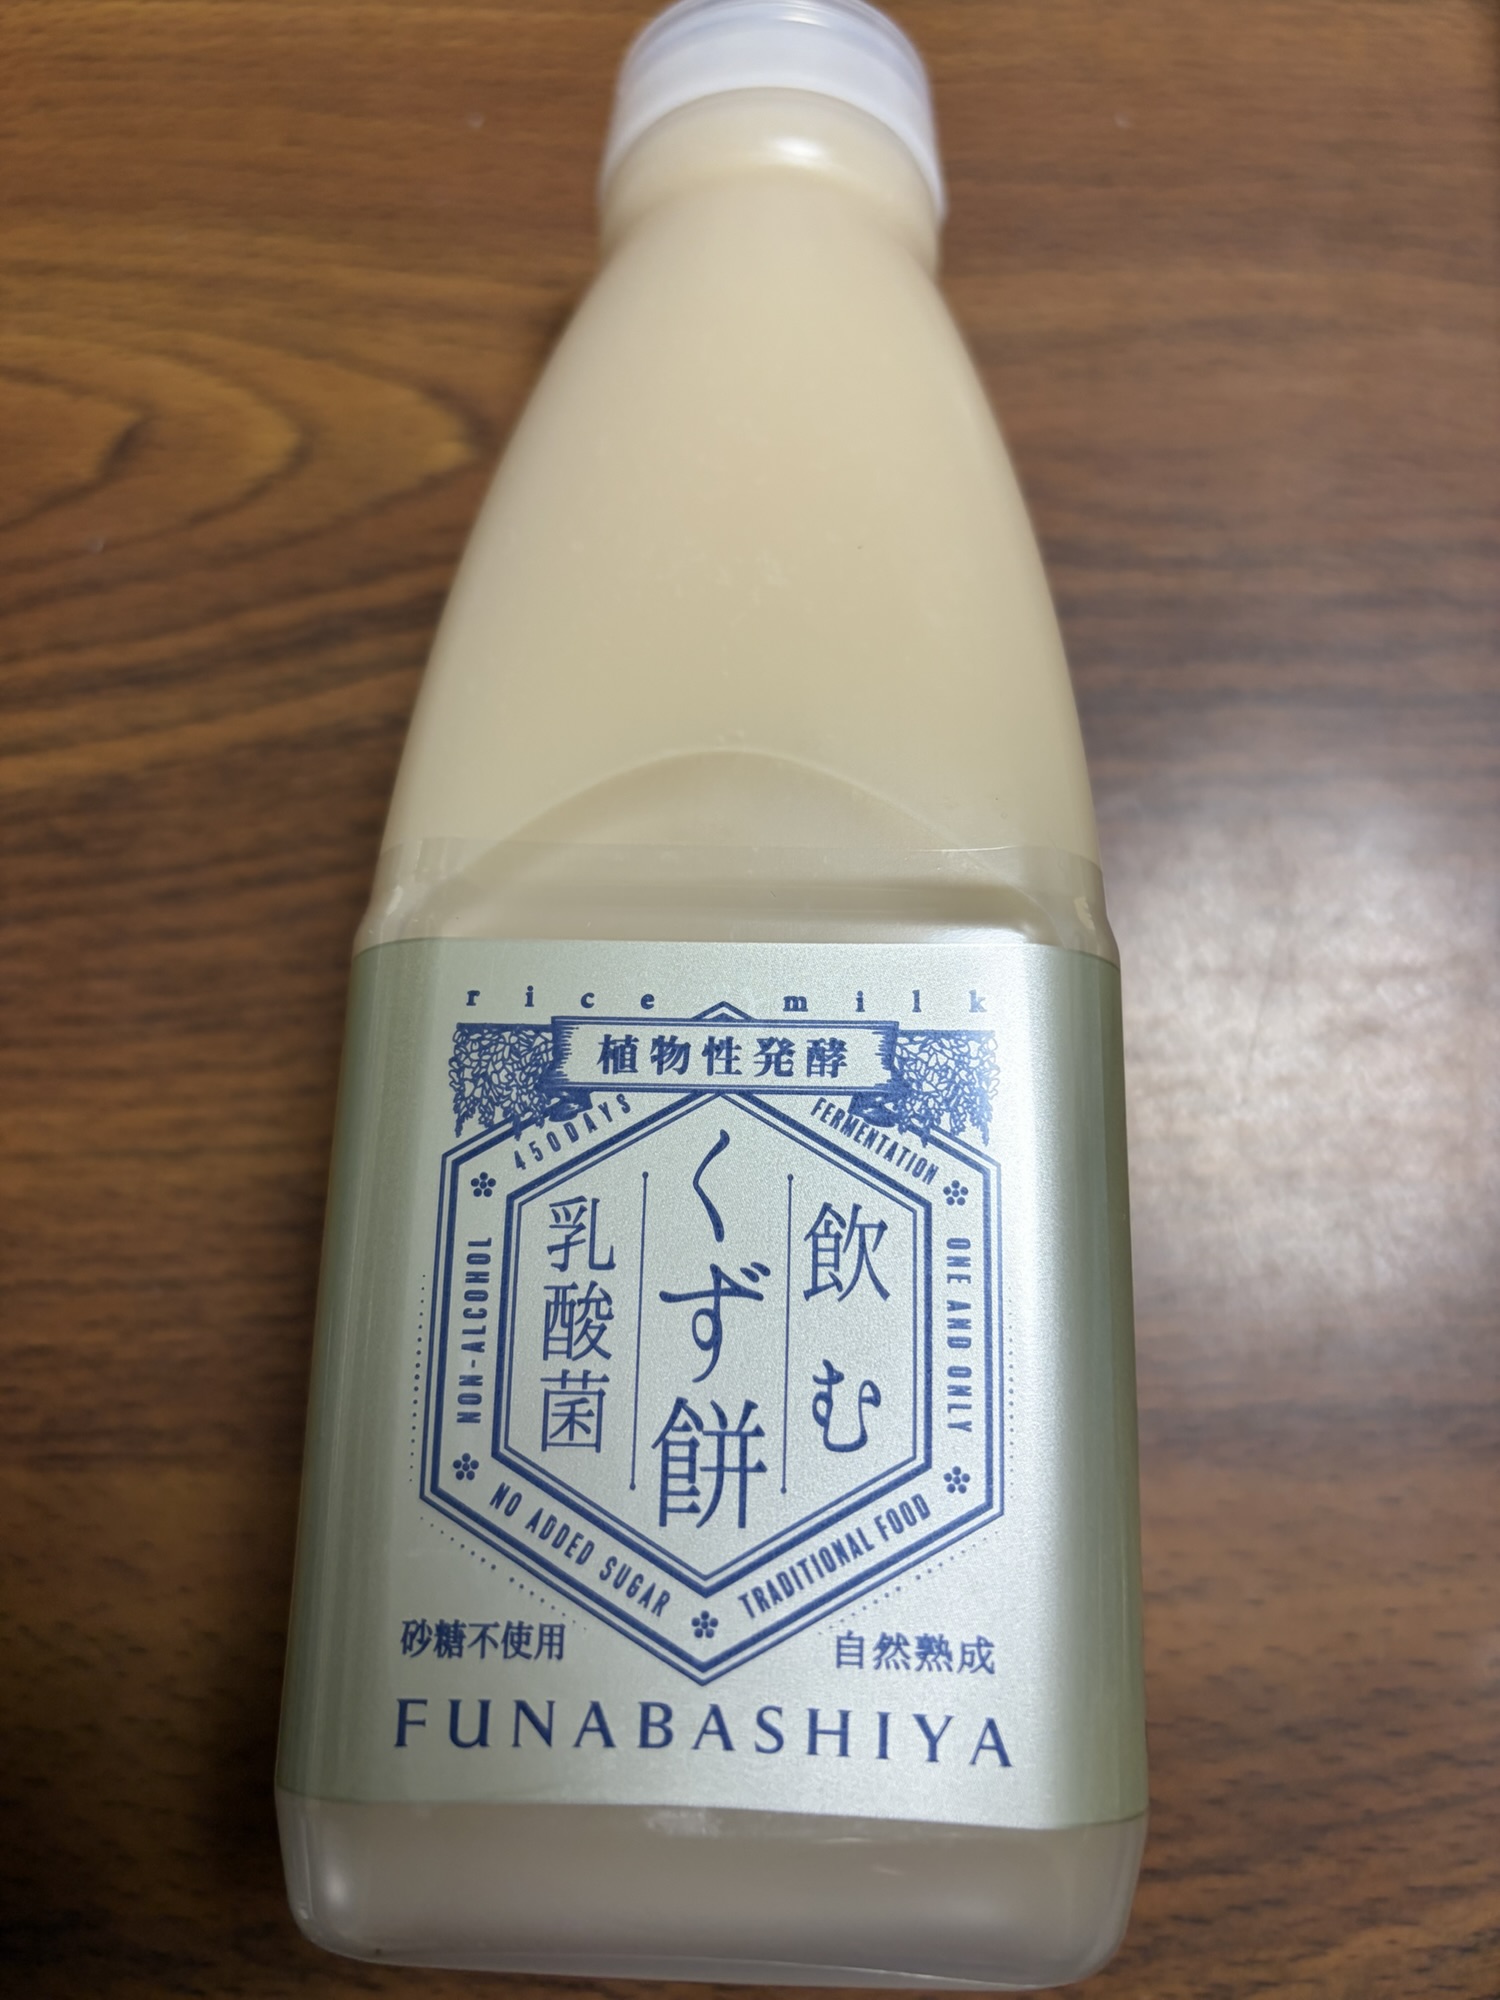 rice milk
植物性発酵
450DAYS
FERMENTATION
ONE AND ONLY
TRADITIONAL FOOD
NO ADDED SUGAR
NON-ALCOHOL
飲む
くず餅
乳酸菌
砂糖不使用
自然熟成
FUNABASHIYA